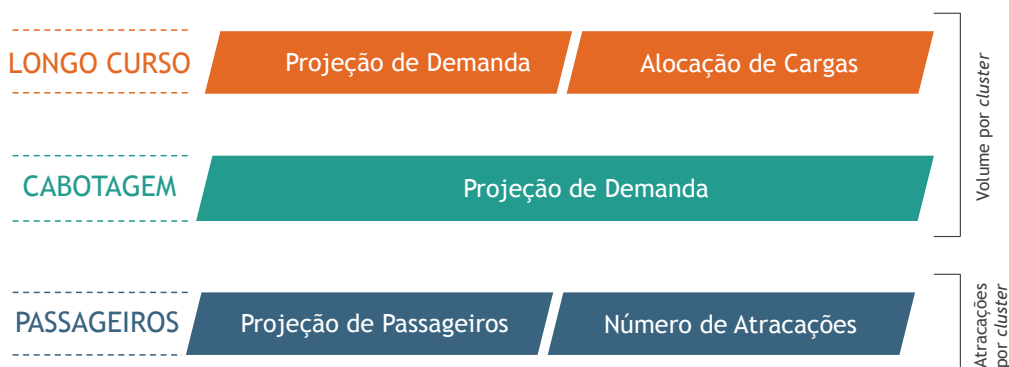 LONGO CURSO
Projeção de Demanda
Alocação de Cargas
Volume por cluster
CABOTAGEM
Projeção de Demanda
PASSAGEIROS
Projeção de Passageiros
Número de Atracações
Atracações
por cluster